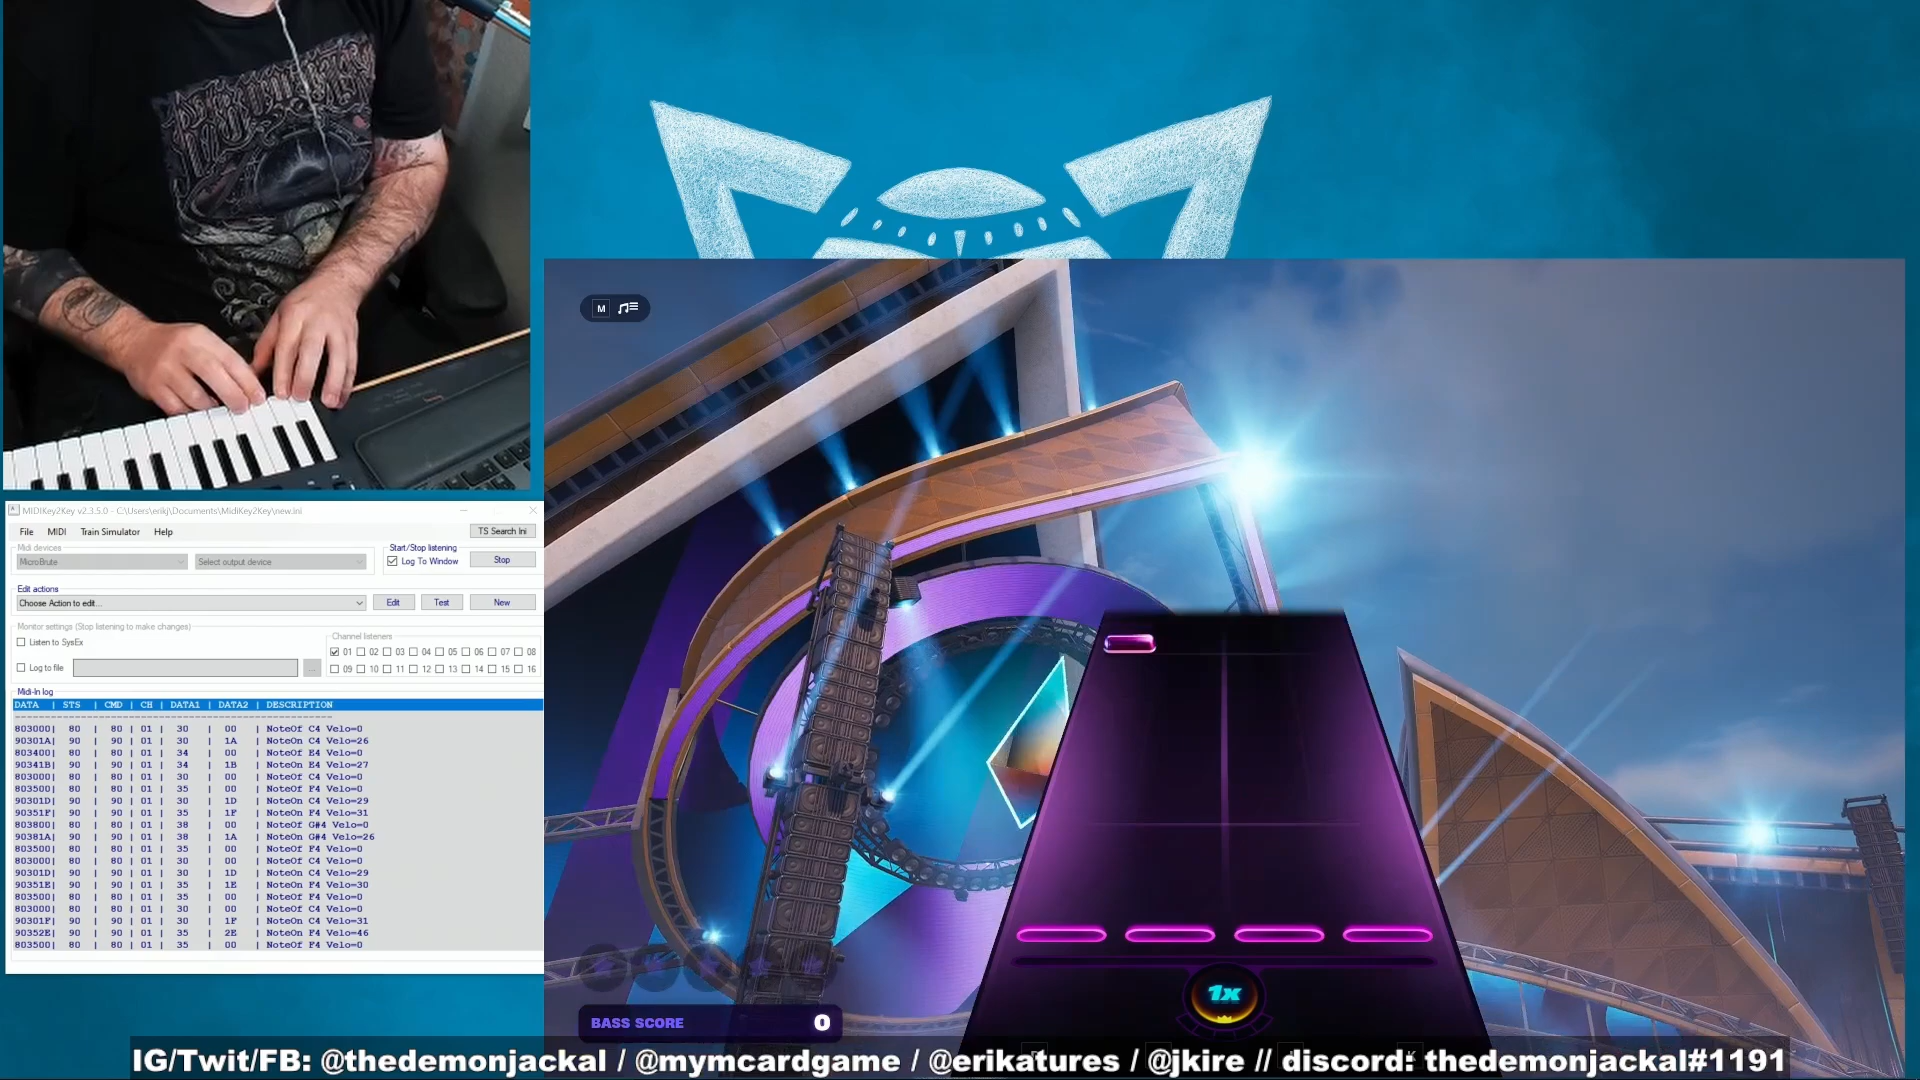 MIDIKey2Key v2.3.5.0 - C:\Users\erikj\Documents\MidiKey2Key\new.ini
File MIDI Train Simulator Help TS Search Ini
Midi devices
MicroBrute Select output device
Start/Stop listening
Log To Window Stop
Edit actions
Choose Action to edit... Edit Test New
Monitor settings (Stop listening to make changes)
Listen to SysEx
Log to file ...
Channel listeners
01 02 03 04 05 06 07 08
09 10 11 12 13 14 15 16
Midi-In log
DATA | STS | CMD | CH | DATA1 | DATA2 | DESCRIPTION
803000| 80 | 80 | 01 | 30 | 00 | NoteOf C4 Velo=0
90301A| 90 | 90 | 01 | 30 | 1A | NoteOn C4 Velo=26
803400| 80 | 80 | 01 | 34 | 00 | NoteOf E4 Velo=0
90341B| 90 | 90 | 01 | 34 | 1B | NoteOn E4 Velo=27
803000| 80 | 80 | 01 | 30 | 00 | NoteOf C4 Velo=0
803500| 80 | 80 | 01 | 35 | 00 | NoteOf F4 Velo=0
90301D| 90 | 90 | 01 | 30 | 1D | NoteOn C4 Velo=29
90351F| 90 | 90 | 01 | 35 | 1F | NoteOn F4 Velo=31
803800| 80 | 80 | 01 | 38 | 00 | NoteOf G#4 Velo=0
90381A| 90 | 90 | 01 | 38 | 1A | NoteOn G#4 Velo=26
803500| 80 | 80 | 01 | 35 | 00 | NoteOf F4 Velo=0
803000| 80 | 80 | 01 | 30 | 00 | NoteOf C4 Velo=0
90301D| 90 | 90 | 01 | 30 | 1D | NoteOn C4 Velo=29
90351E| 90 | 90 | 01 | 35 | 1E | NoteOn F4 Velo=30
803500| 80 | 80 | 01 | 35 | 00 | NoteOf F4 Velo=0
803000| 80 | 80 | 01 | 30 | 00 | NoteOf C4 Velo=0
90301F| 90 | 90 | 01 | 30 | 1F | NoteOn C4 Velo=31
90352E| 90 | 90 | 01 | 35 | 2E | NoteOn F4 Velo=46
803500| 80 | 80 | 01 | 35 | 00 | NoteOf F4 Velo=0
M
1x
BASS SCORE 0
IG/Twit/FB: @thedemonjackal / @mymcardgame / @erikatures / @jkire // discord: thedemonjackal#1191